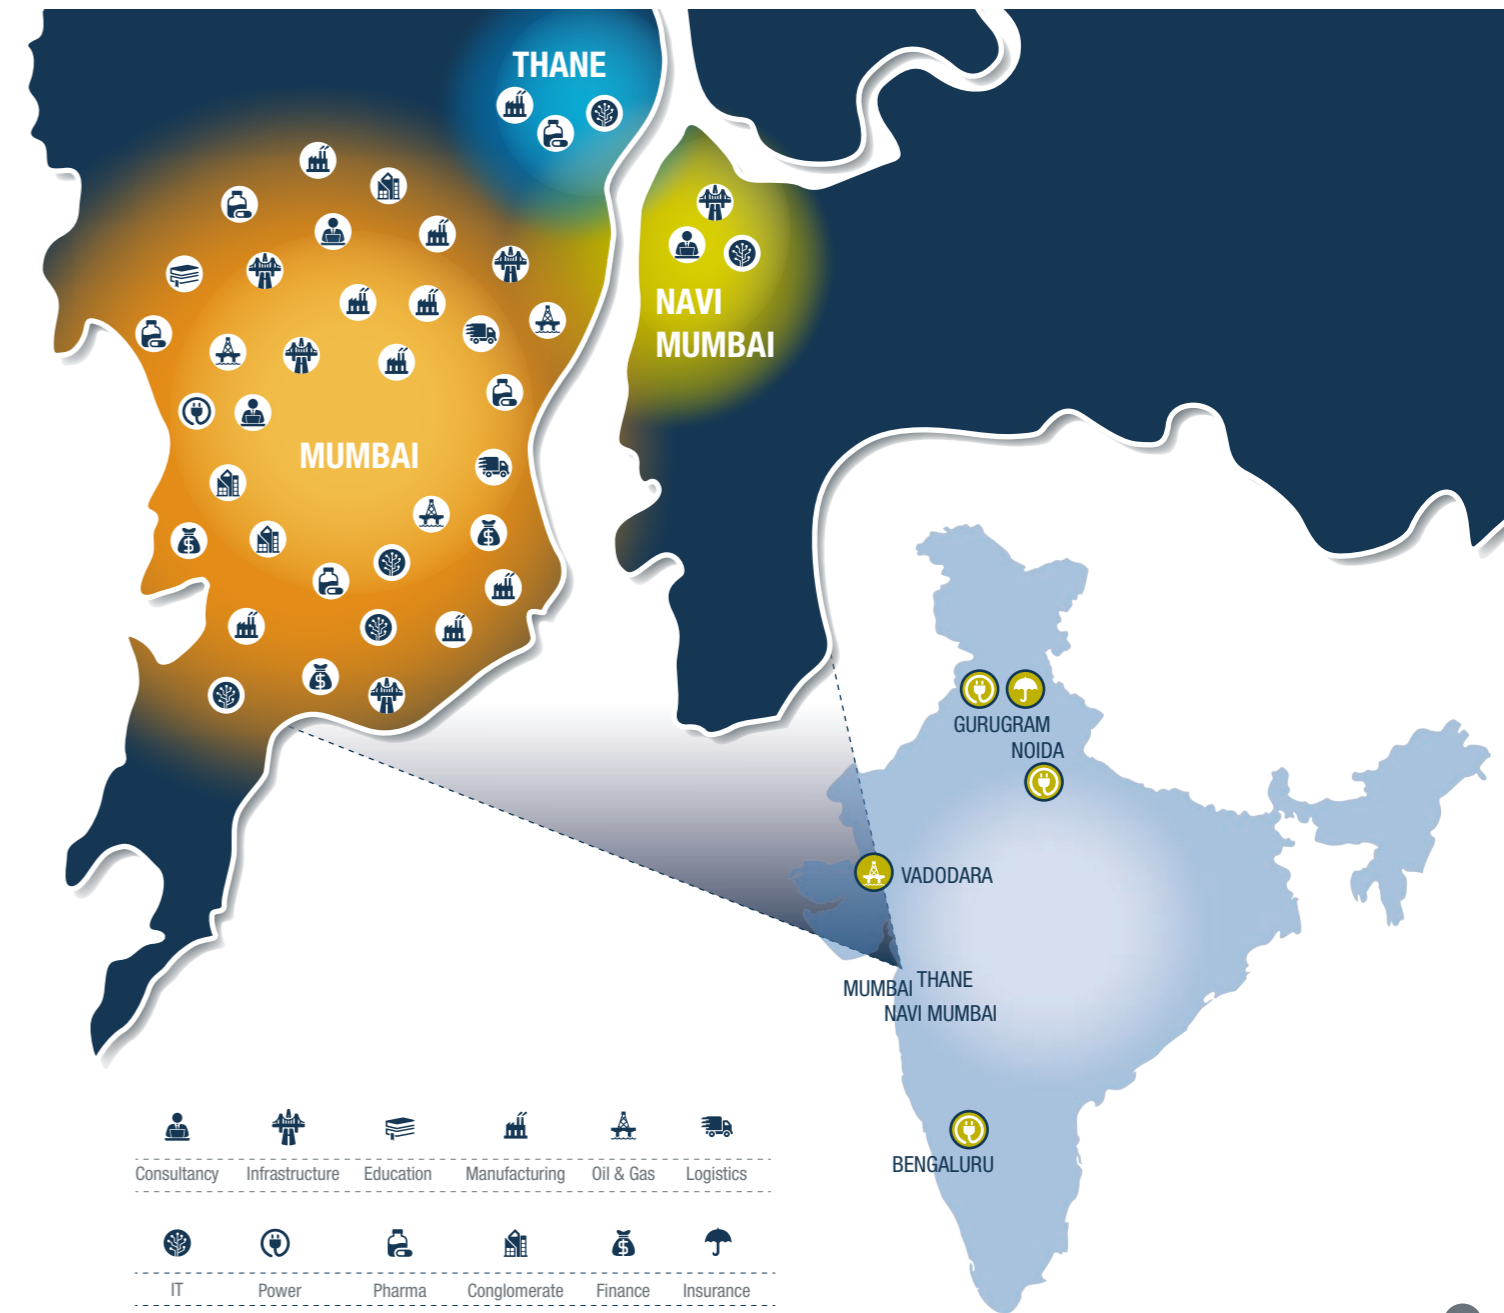 THANE
NAVI
MUMBAI
MUMBAI
GURUGRAM
NOIDA
VADODARA
MUMBAI
THANE
NAVI MUMBAI
BENGALURU
Consultancy Infrastructure Education Manufacturing Oil & Gas Logistics
IT Power Pharma Conglomerate Finance Insurance